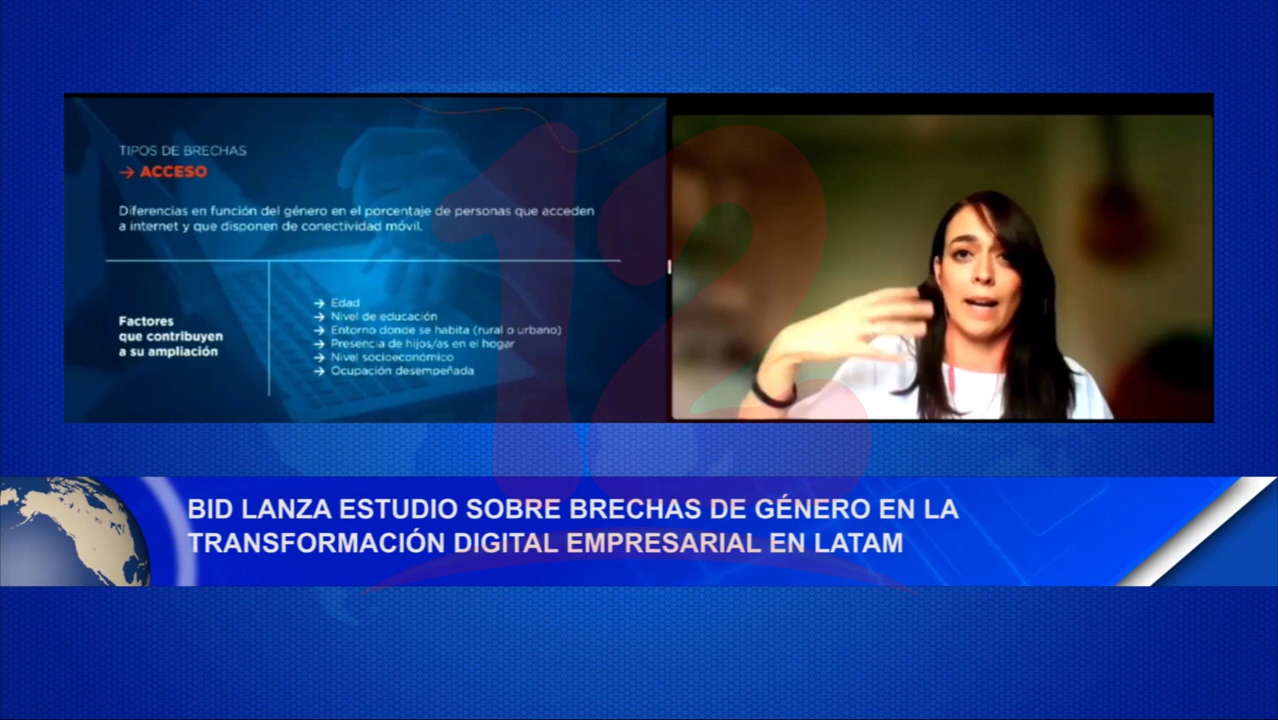 TIPOS DE BRECHAS
→ ACCESO
Diferencias en función del género en el porcentaje de personas que acceden
a internet y que disponen de conectividad móvil.
Factores
que contribuyen
a su ampliación
→ Edad
→ Nivel de educación
→ Entorno donde se habita (rural o urbano)
→ Presencia de hijos/as en el hogar
→ Nivel socioeconómico
→ Ocupación desempeñada
12
BID LANZA ESTUDIO SOBRE BRECHAS DE GÉNERO EN LA
TRANSFORMACIÓN DIGITAL EMPRESARIAL EN LATAM